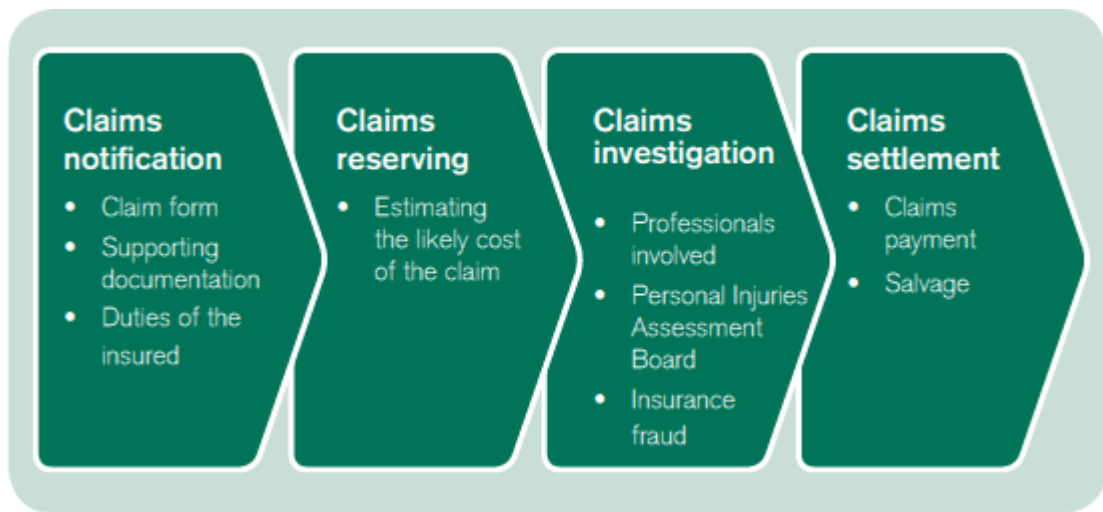 Claims
notification
• Claim form
• Supporting
documentation
• Duties of the
insured
Claims
reserving
• Estimating
the likely cost
of the claim
Claims
investigation
• Professionals
involved
• Personal Injuries
Assessment
Board
• Insurance
fraud
Claims
settlement
• Claims
payment
• Salvage